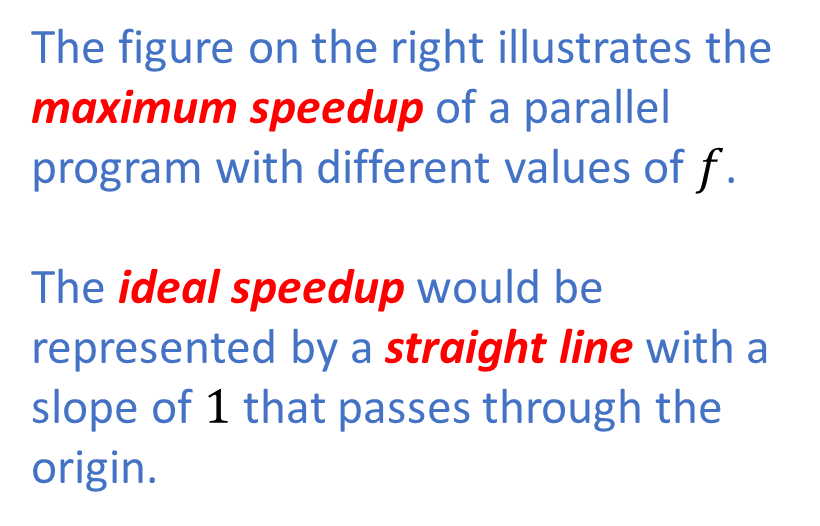 The figure on the right illustrates the
maximum speedup of a parallel
program with different values of f.
The ideal speedup would be
represented by a straight line with a
slope of 1 that passes through the
origin.